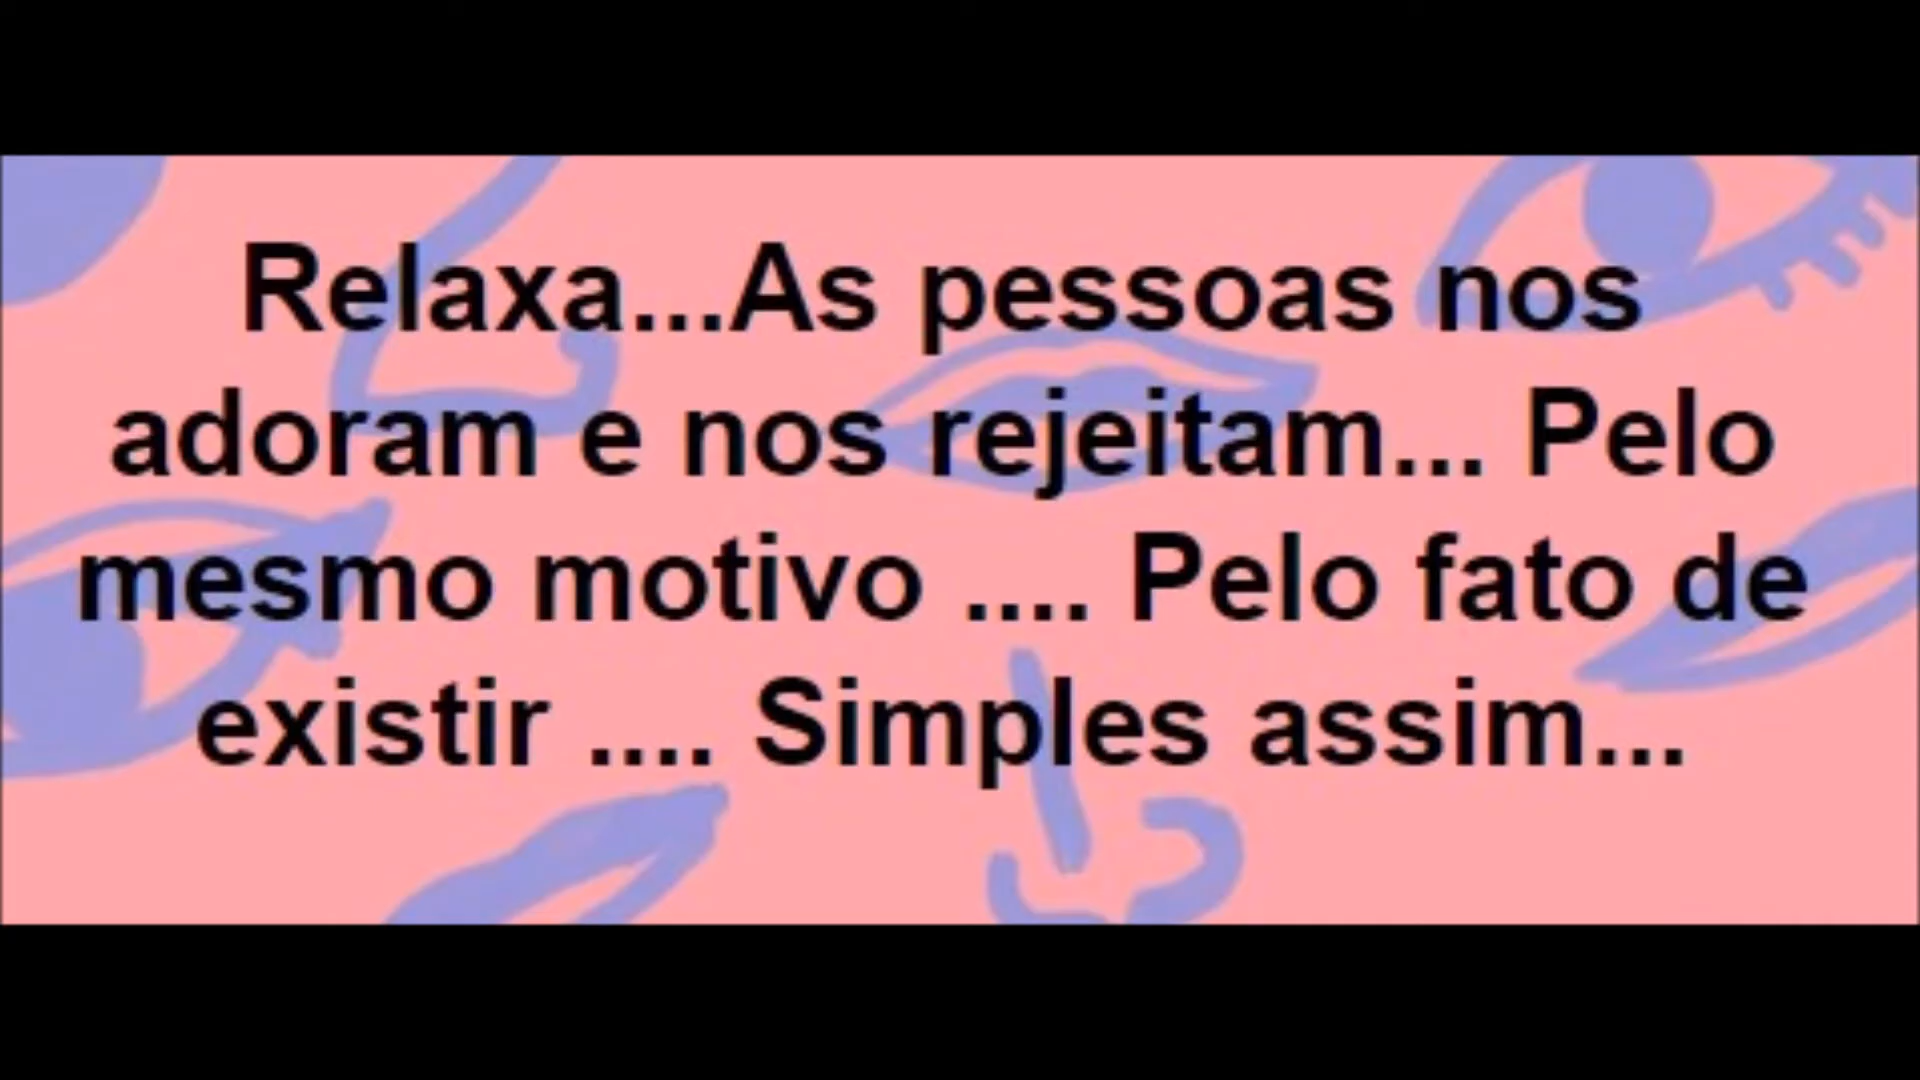 Relaxa...As pessoas nos
adoram e nos rejeitam... Pelo
mesmo motivo .... Pelo fato de
existir .... Simples assim...